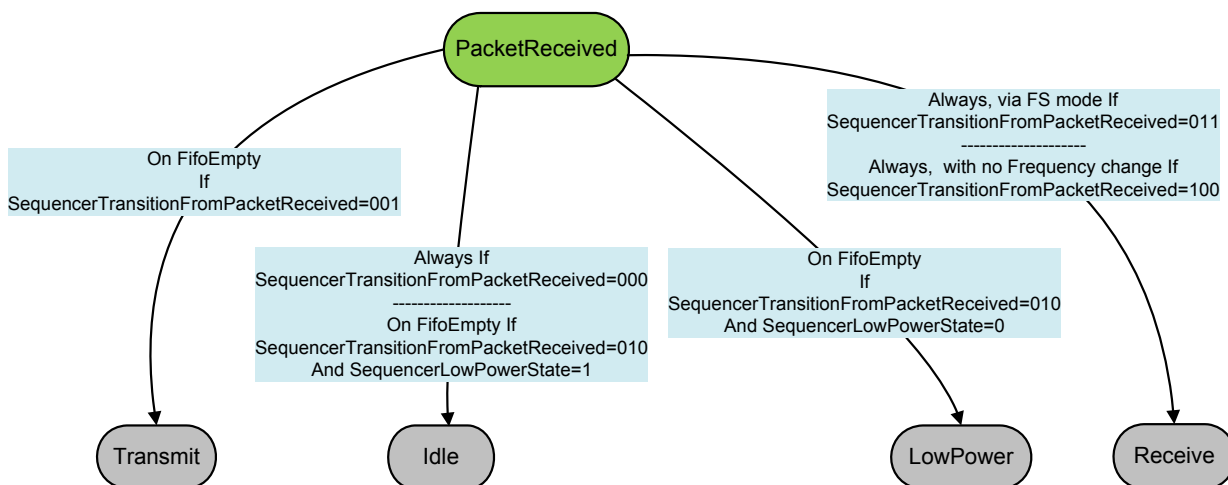 PacketReceived
Always, via FS mode If
SequencerTransitionFromPacketReceived=011
--------------------
Always,  with no Frequency change If
SequencerTransitionFromPacketReceived=100
On FifoEmpty
If
SequencerTransitionFromPacketReceived=001
Always If
SequencerTransitionFromPacketReceived=000
-------------------
On FifoEmpty If
SequencerTransitionFromPacketReceived=010
And SequencerLowPowerState=1
On FifoEmpty
If
SequencerTransitionFromPacketReceived=010
And SequencerLowPowerState=0
Transmit
Idle
LowPower
Receive